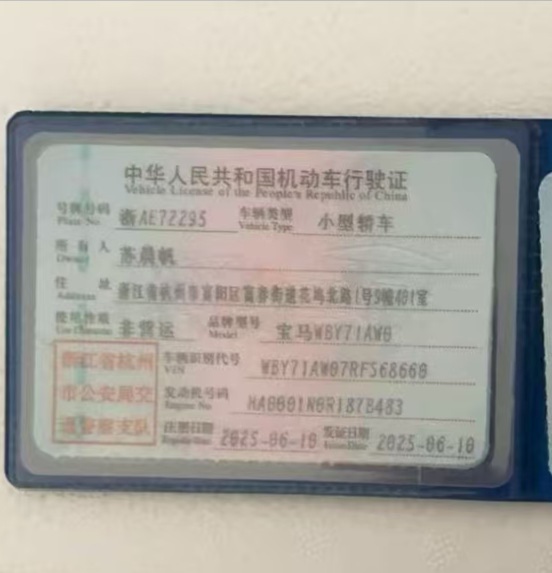 中华人民共和国机动车行驶证
Vehicle License of the People's Republic of China
号牌号码 浙AE72295 车辆类型 小型轿车
Plate No. Vehicle Type
所有人 苏晨帆
Owner
住址 浙江省杭州市富阳区富春街道花坞北路1号9幢401室
Address
使用性质 非营运 品牌型号 宝马WBY71AW0
Use Character Model
浙江省杭州 车辆识别代号 WBY71AW07RFS68660
VIN
市公安局交 发动机号码 HA0001N0R187B483
Engine No.
通警察支队 注册日期 2025-06-10 发证日期 2025-06-10
Register Date Issue Date